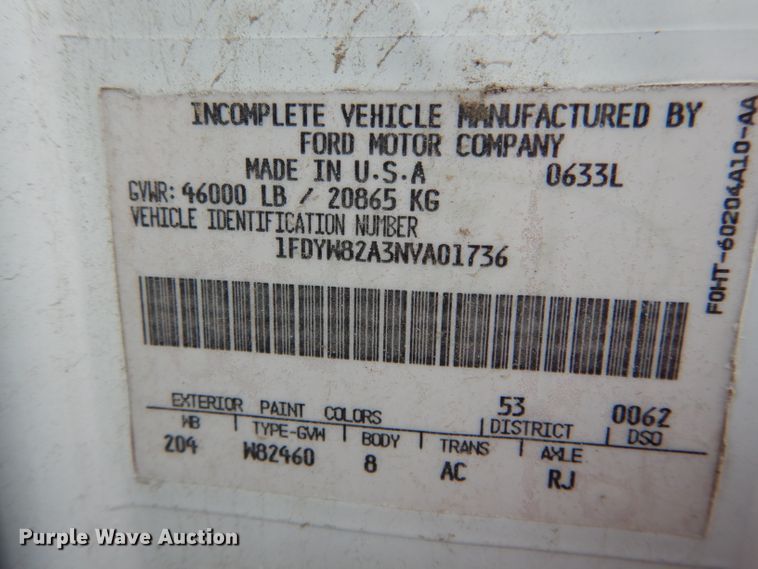 INCOMPLETE VEHICLE MANUFACTURED BY
FORD MOTOR COMPANY
MADE IN U.S.A 0633L
GVWR: 46000 LB / 20865 KG
VEHICLE IDENTIFICATION NUMBER
1FDYW82A3NVA01736
F0HT-60204A10-AA
53 0062
EXTERIOR PAINT COLORS DISTRICT DSO
WB TYPE-GVW BODY TRANS AXLE
204 W82460 8 AC RJ
Purple Wave Auction